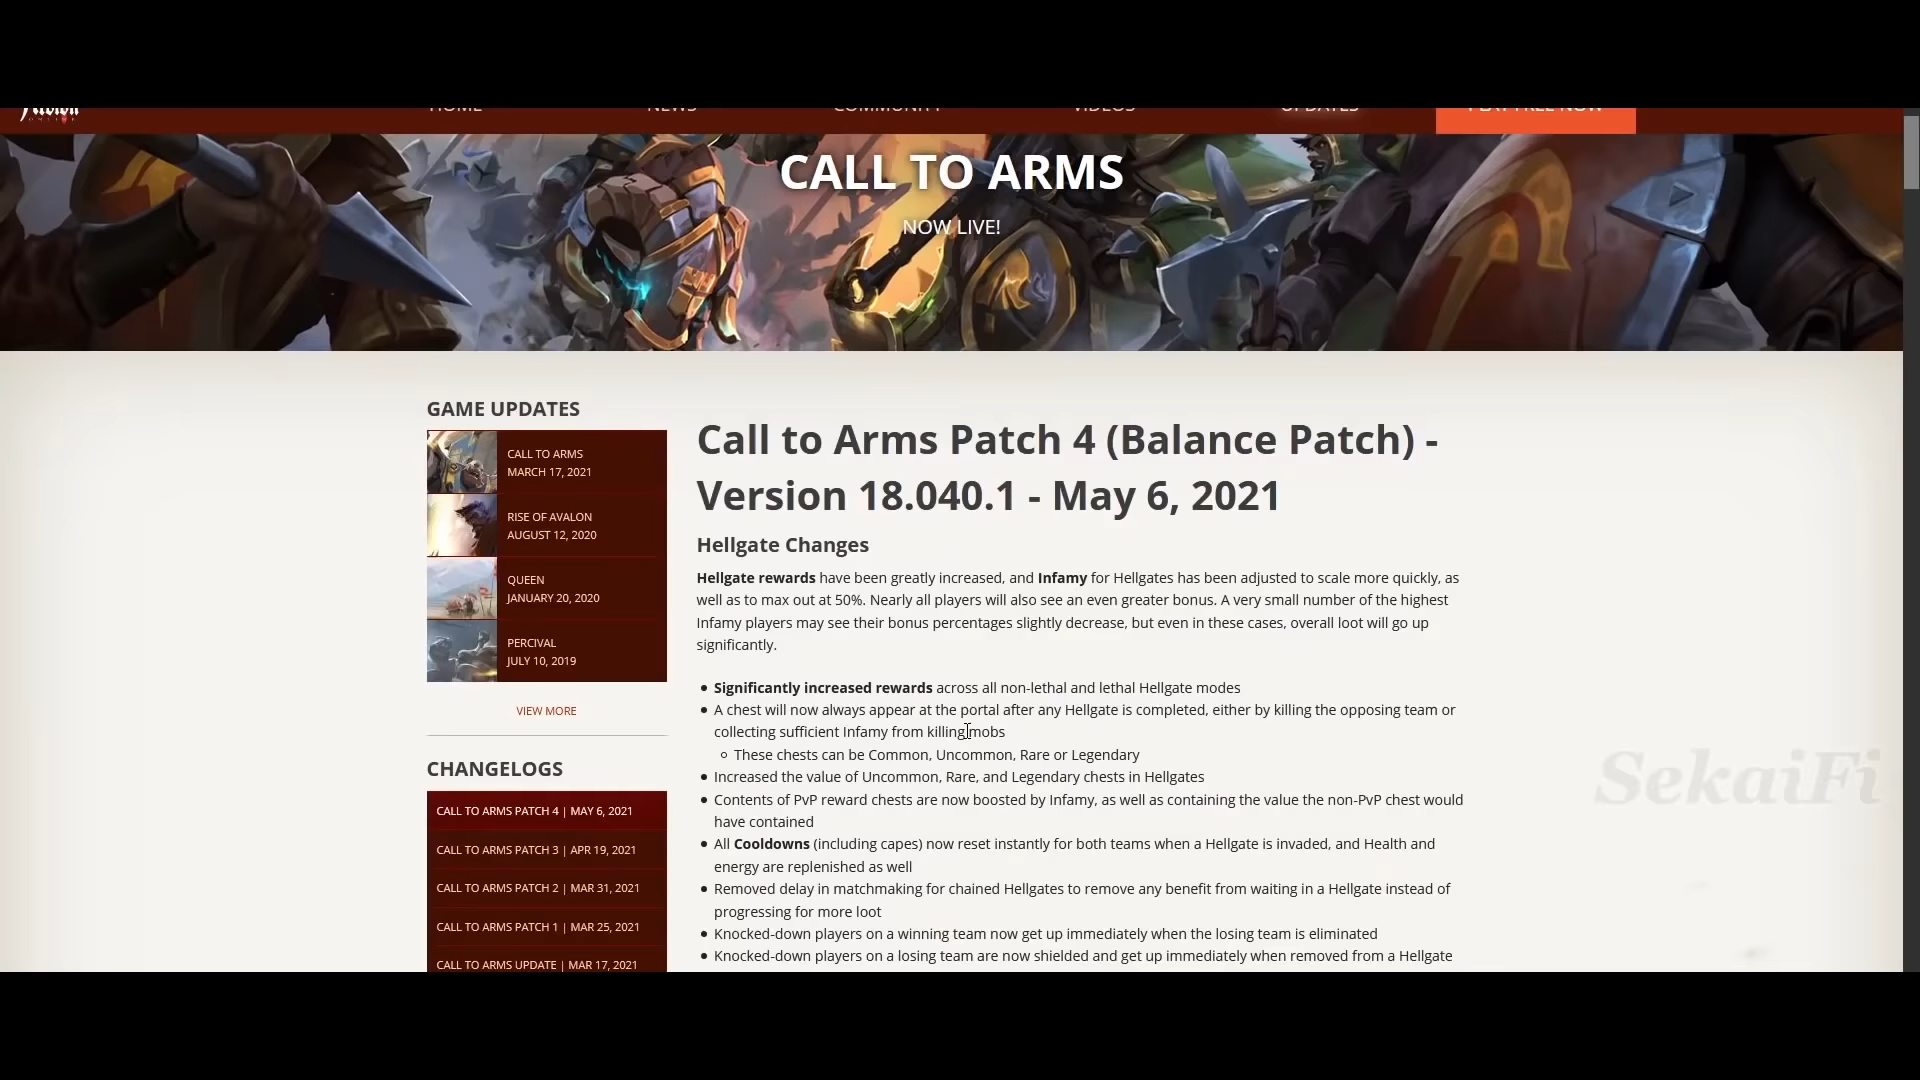 HOME NEWS COMMUNITY VIDEOS UPDATES PLAY FREE NOW
CALL TO ARMS
NOW LIVE!
GAME UPDATES
CALL TO ARMS
MARCH 17, 2021
RISE OF AVALON
AUGUST 12, 2020
QUEEN
JANUARY 20, 2020
PERCIVAL
JULY 10, 2019
VIEW MORE
CHANGELOGS
CALL TO ARMS PATCH 4 | MAY 6, 2021
CALL TO ARMS PATCH 3 | APR 19, 2021
CALL TO ARMS PATCH 2 | MAR 31, 2021
CALL TO ARMS PATCH 1 | MAR 25, 2021
CALL TO ARMS UPDATE | MAR 17, 2021
Call to Arms Patch 4 (Balance Patch) -
Version 18.040.1 - May 6, 2021
Hellgate Changes
Hellgate rewards have been greatly increased, and Infamy for Hellgates has been adjusted to scale more quickly, as
well as to max out at 50%. Nearly all players will also see an even greater bonus. A very small number of the highest
Infamy players may see their bonus percentages slightly decrease, but even in these cases, overall loot will go up
significantly.
Significantly increased rewards across all non-lethal and lethal Hellgate modes
A chest will now always appear at the portal after any Hellgate is completed, either by killing the opposing team or
collecting sufficient Infamy from killing mobs
These chests can be Common, Uncommon, Rare or Legendary
Increased the value of Uncommon, Rare, and Legendary chests in Hellgates
Contents of PvP reward chests are now boosted by Infamy, as well as containing the value the non-PvP chest would
have contained
All Cooldowns (including capes) now reset instantly for both teams when a Hellgate is invaded, and Health and
energy are replenished as well
Removed delay in matchmaking for chained Hellgates to remove any benefit from waiting in a Hellgate instead of
progressing for more loot
Knocked-down players on a winning team now get up immediately when the losing team is eliminated
Knocked-down players on a losing team are now shielded and get up immediately when removed from a Hellgate
SekaiFi